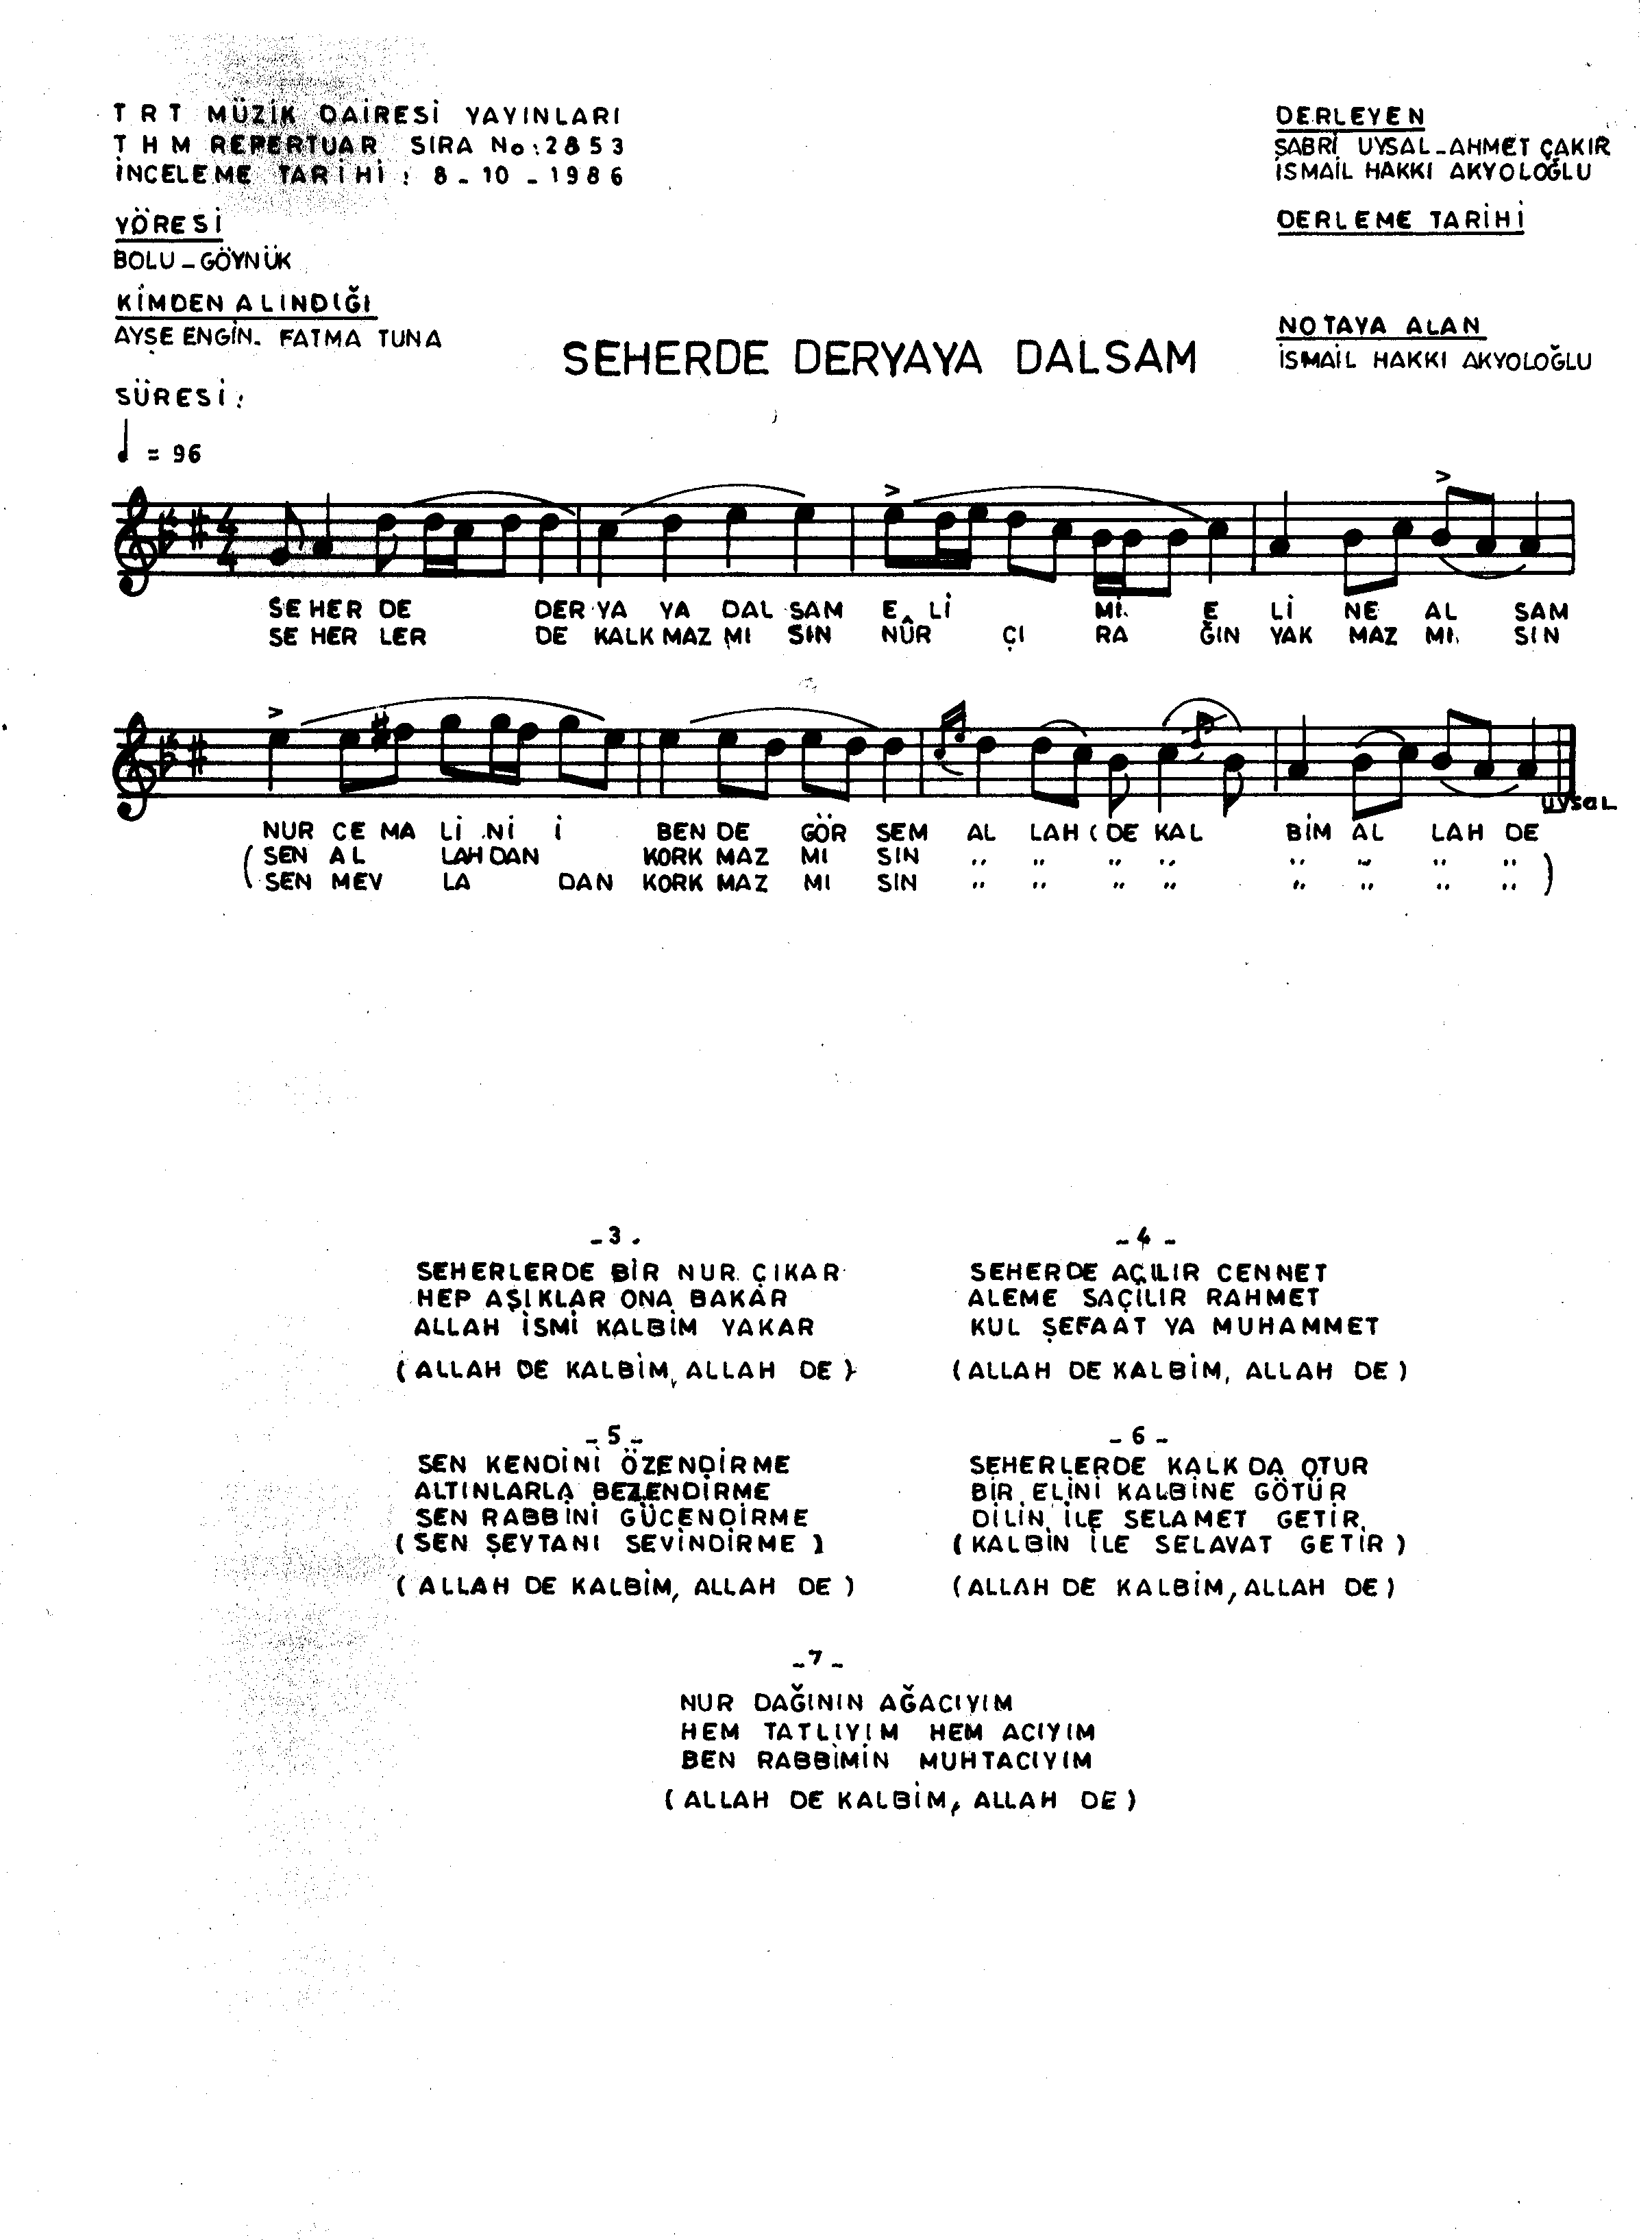 TRT MÜZİK DAİRESİ YAYINLARI
THM REPERTUAR SIRA No: 2853
İNCELEME TARİHİ: 8-10-1986
YÖRESİ
BOLU-GÖYNÜK
KİMDEN ALINDIĞI
AYŞE ENGİN. FATMA TUNA
SÜRESİ:
DERLEYEN
SABRİ UYSAL-AHMET ÇAKIR
İSMAİL HAKKI AKYOLOĞLU
DERLEME TARİHİ
NOTAYA ALAN
İSMAİL HAKKI AKYOLOĞLU
SEHERDE DERYAYA DALSAM
= 96
4
4
SE HER DE DER YA YA DAL SAM E Lİ Mİ E Lİ NE AL SAM
SE HER LER DE KALK MAZ MI SIN NÛR ÇI RA ĞIN YAK MAZ MI SIN
UYSAL
NUR CE MA Lİ Nİ İ BEN DE GÖR SEM AL LAH (DE KAL BİM AL LAH DE
(SEN AL LAH DAN KORK MAZ MI SIN " " " " " " " "
SEN MEV LA DAN KORK MAZ MI SIN " " " " " " " ")
-3-
SEHERLERDE BİR NUR ÇIKAR
HEP AŞIKLAR ONA BAKAR
ALLAH İSMİ KALBİM YAKAR
(ALLAH DE KALBİM, ALLAH DE)
-4-
SEHERDE AÇILIR CENNET
ALEME SAÇILIR RAHMET
KUL ŞEFAAT YA MUHAMMET
(ALLAH DE KALBİM, ALLAH DE)
-5-
SEN KENDİNİ ÖZENDİRME
ALTINLARLA BEZENDİRME
SEN RABBİNİ GÜCENDİRME
(SEN ŞEYTANI SEVİNDİRME)
(ALLAH DE KALBİM, ALLAH DE)
-6-
SEHERLERDE KALK DA OTUR
BİR ELİNİ KALBİNE GÖTÜR
DİLİN İLE SELAMET GETİR
(KALBİN İLE SELAVAT GETİR)
(ALLAH DE KALBİM, ALLAH DE)
-7-
NUR DAĞININ AĞACIYIM
HEM TATLIYIM HEM ACIYIM
BEN RABBİMİN MUHTACIYIM
(ALLAH DE KALBİM, ALLAH DE)